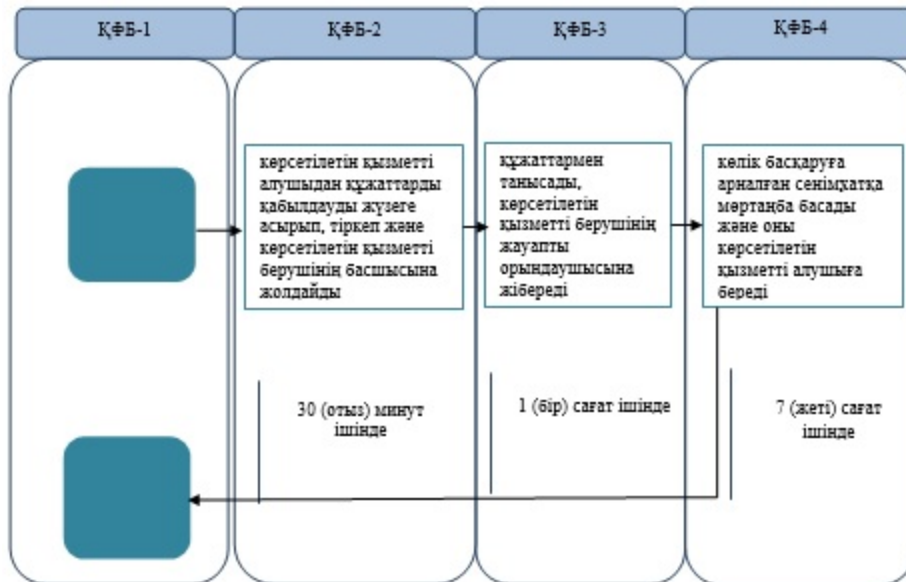 ҚФБ-1
ҚФБ-2
ҚФБ-3
ҚФБ-4
көрсетілетін қызметті
алушыдан құжаттарды
қабылдауды жүзеге
асырып, тіркеп және
көрсетілетін қызметті
берушінің басшысына
жолдайды
құжаттармен
танысады,
көрсетілетін
қызметті берушінің
жауапты
орындаушысына
жібереді
көлік басқаруға
арналған сенімхатқа
мөртаңба басады
және оны
көрсетілетін
қызметті алушыға
береді
30 (отыз) минут
ішінде
1 (бір) сағат ішінде
7 (жеті) сағат
ішінде